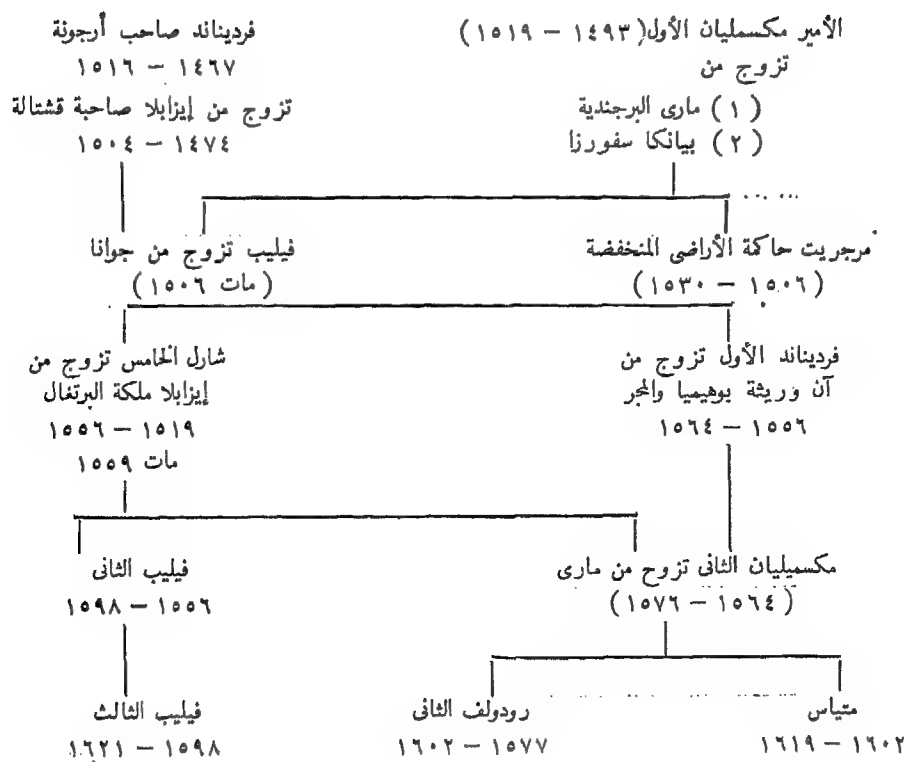 الأمير مكسمليان الأول (١٤٩٣ – ١٥١٩)
تزوج من
(١) مارى البرجندية
(٢) بيانكا سفورزا
فرديناند صاحب أرجونة
١٤٦٧ – ١٥١٦
تزوج من إيزابلا صاحبة قشتالة
١٤٧٤ – ١٥٠٤
مرجريت حاكمة الأراضى المنخفضة
(١٥٠٦ – ١٥٣٠)
فيليب تزوج من جوانا
(مات ١٥٠٦)
فرديناند الأول تزوج من
آن وريثة بوهيميا والمجر
١٥٥٦ – ١٥٦٤
شارل الخامس تزوج من
إيزابلا ملكة البرتغال
١٥١٩ – ١٥٥٦
مات ١٥٥٩
مكسميليان الثانى تزوح من مارى
(١٥٦٤ – ١٥٧٦)
فيليب الثانى
١٥٥٦ – ١٥٩٨
متياس
١٦٠٢ – ١٦١٩
رودولف الثانى
١٥٧٧ – ١٦٠٢
فيليب الثالث
١٥٩٨ – ١٦٢١